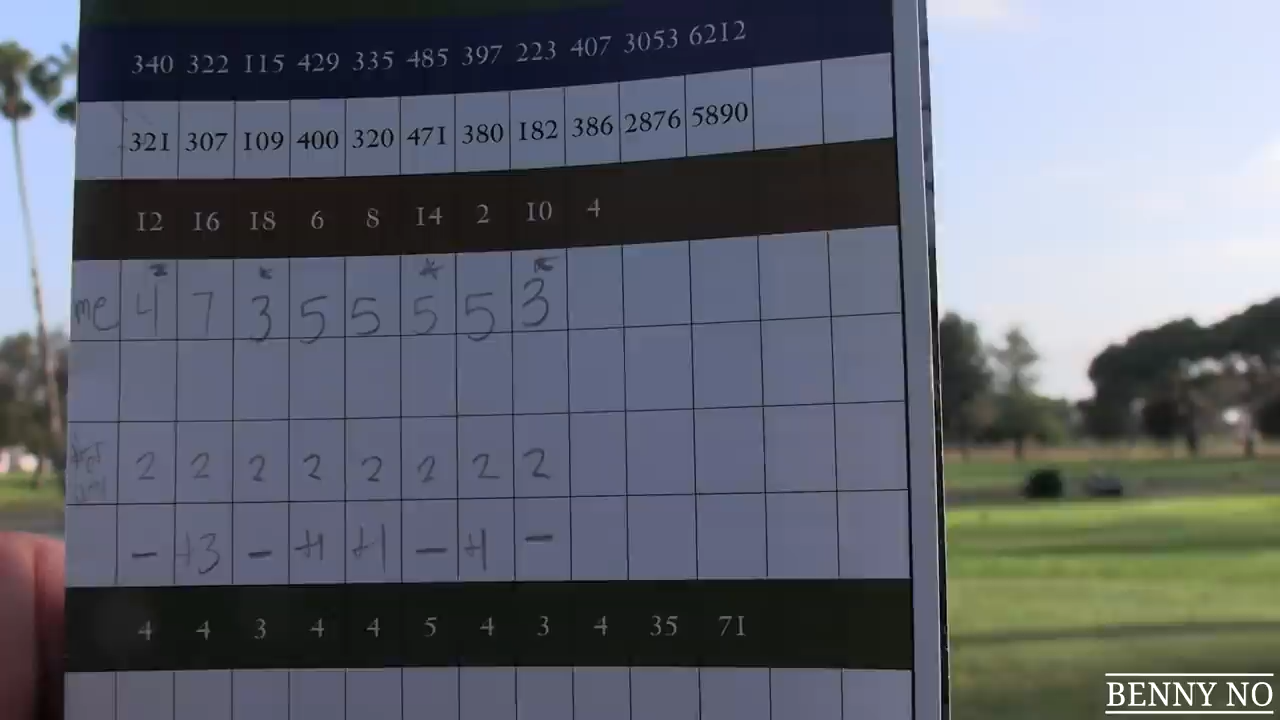 340 322 115 429 335 485 397 223 407 3053 6212
321 307 109 400 320 471 380 182 386 2876 5890
12 16 18 6 8 14 2 10 4
me 4 7 3 5 5 5 5 3
2 2 2 2 2 2 2 2
- +3 - +1 +1 - +1 -
4 4 3 4 4 5 4 3 4 35 71
BENNY NO